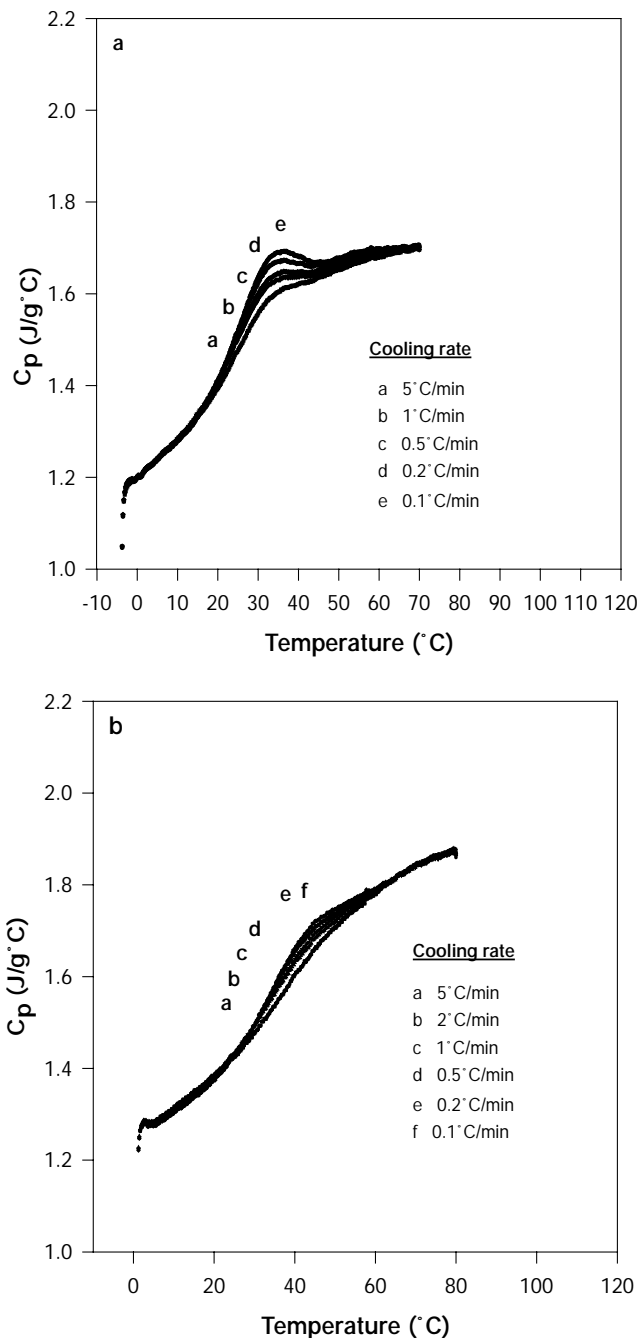 a
2.2
2.0
1.8
1.6
1.4
1.2
1.0
Cp (J/g˚C)
e
d
c
b
a
Cooling rate
a 5˚C/min
b 1˚C/min
c 0.5˚C/min
d 0.2˚C/min
e 0.1˚C/min
-10 0 10 20 30 40 50 60 70 80 90 100 110 120
Temperature (˚C)
b
2.2
2.0
1.8
1.6
1.4
1.2
1.0
Cp (J/g˚C)
e f
d
c
b
a
Cooling rate
a 5˚C/min
b 2˚C/min
c 1˚C/min
d 0.5˚C/min
e 0.2˚C/min
f 0.1˚C/min
0 20 40 60 80 100 120
Temperature (˚C)